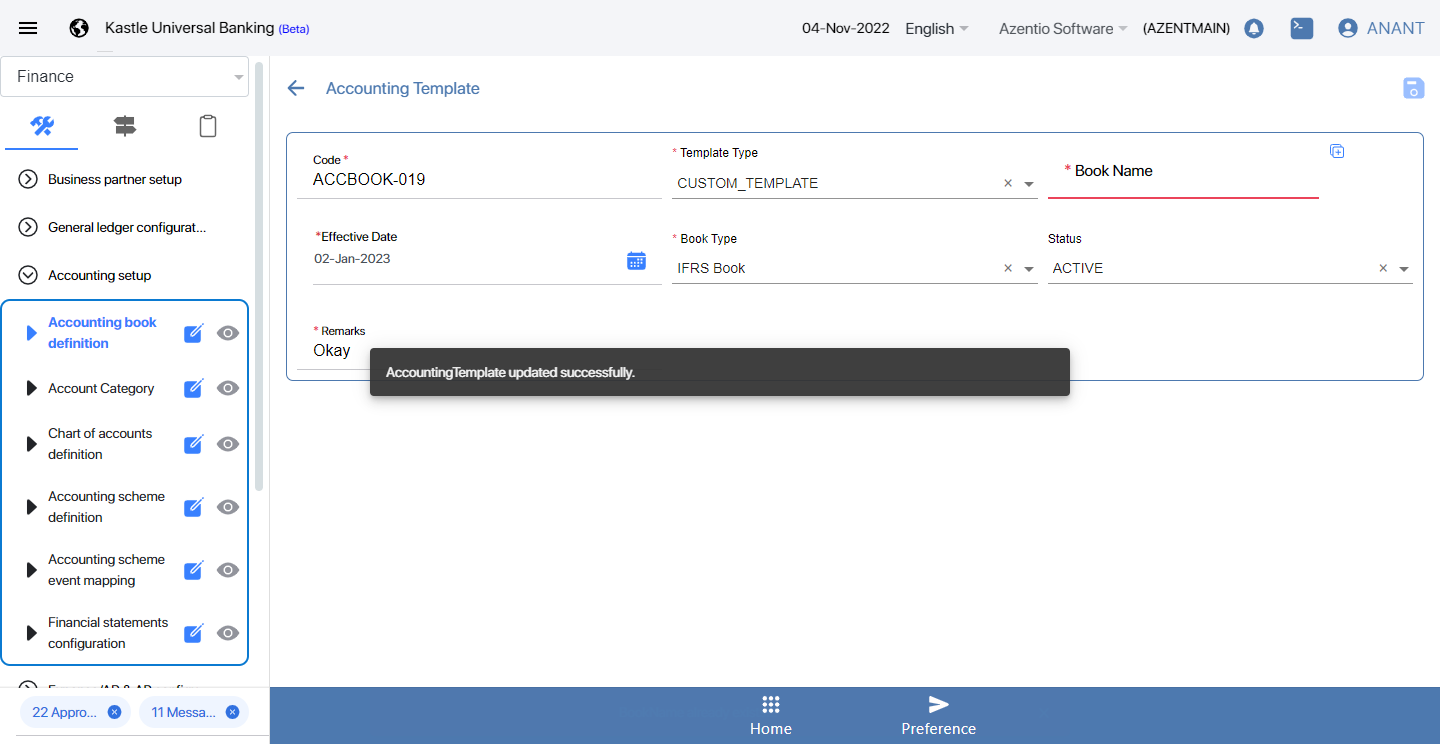 Kastle Universal Banking (Beta)
04-Nov-2022
English
Azentio Software
(AZENTMAIN)
ANANT
Finance
Business partner setup
General ledger configurat...
Accounting setup
Accounting book
definition
Account Category
Chart of accounts
definition
Accounting scheme
definition
Accounting scheme
event mapping
Financial statements
configuration
22 Appro...
11 Messa...
Accounting Template
Code *
ACCBOOK-019
* Template Type
CUSTOM_TEMPLATE
* Book Name
*Effective Date
02-Jan-2023
* Book Type
IFRS Book
Status
ACTIVE
* Remarks
Okay
AccountingTemplate updated successfully.
Home
Preference